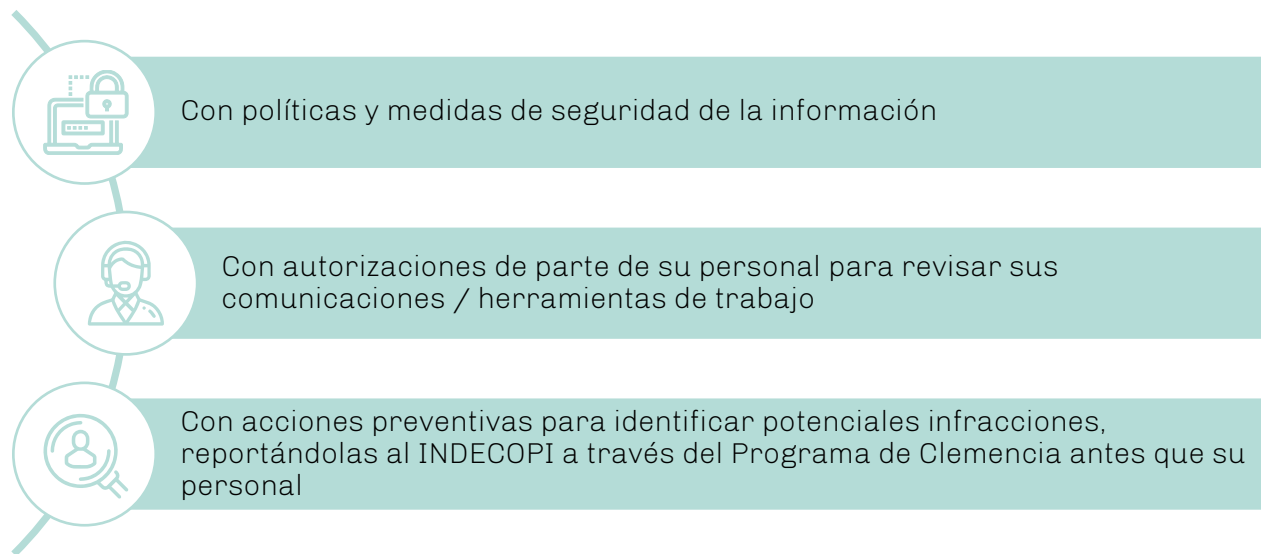 Con políticas y medidas de seguridad de la información
Con autorizaciones de parte de su personal para revisar sus
comunicaciones / herramientas de trabajo
Con acciones preventivas para identificar potenciales infracciones,
reportándolas al INDECOPI a través del Programa de Clemencia antes que su
personal